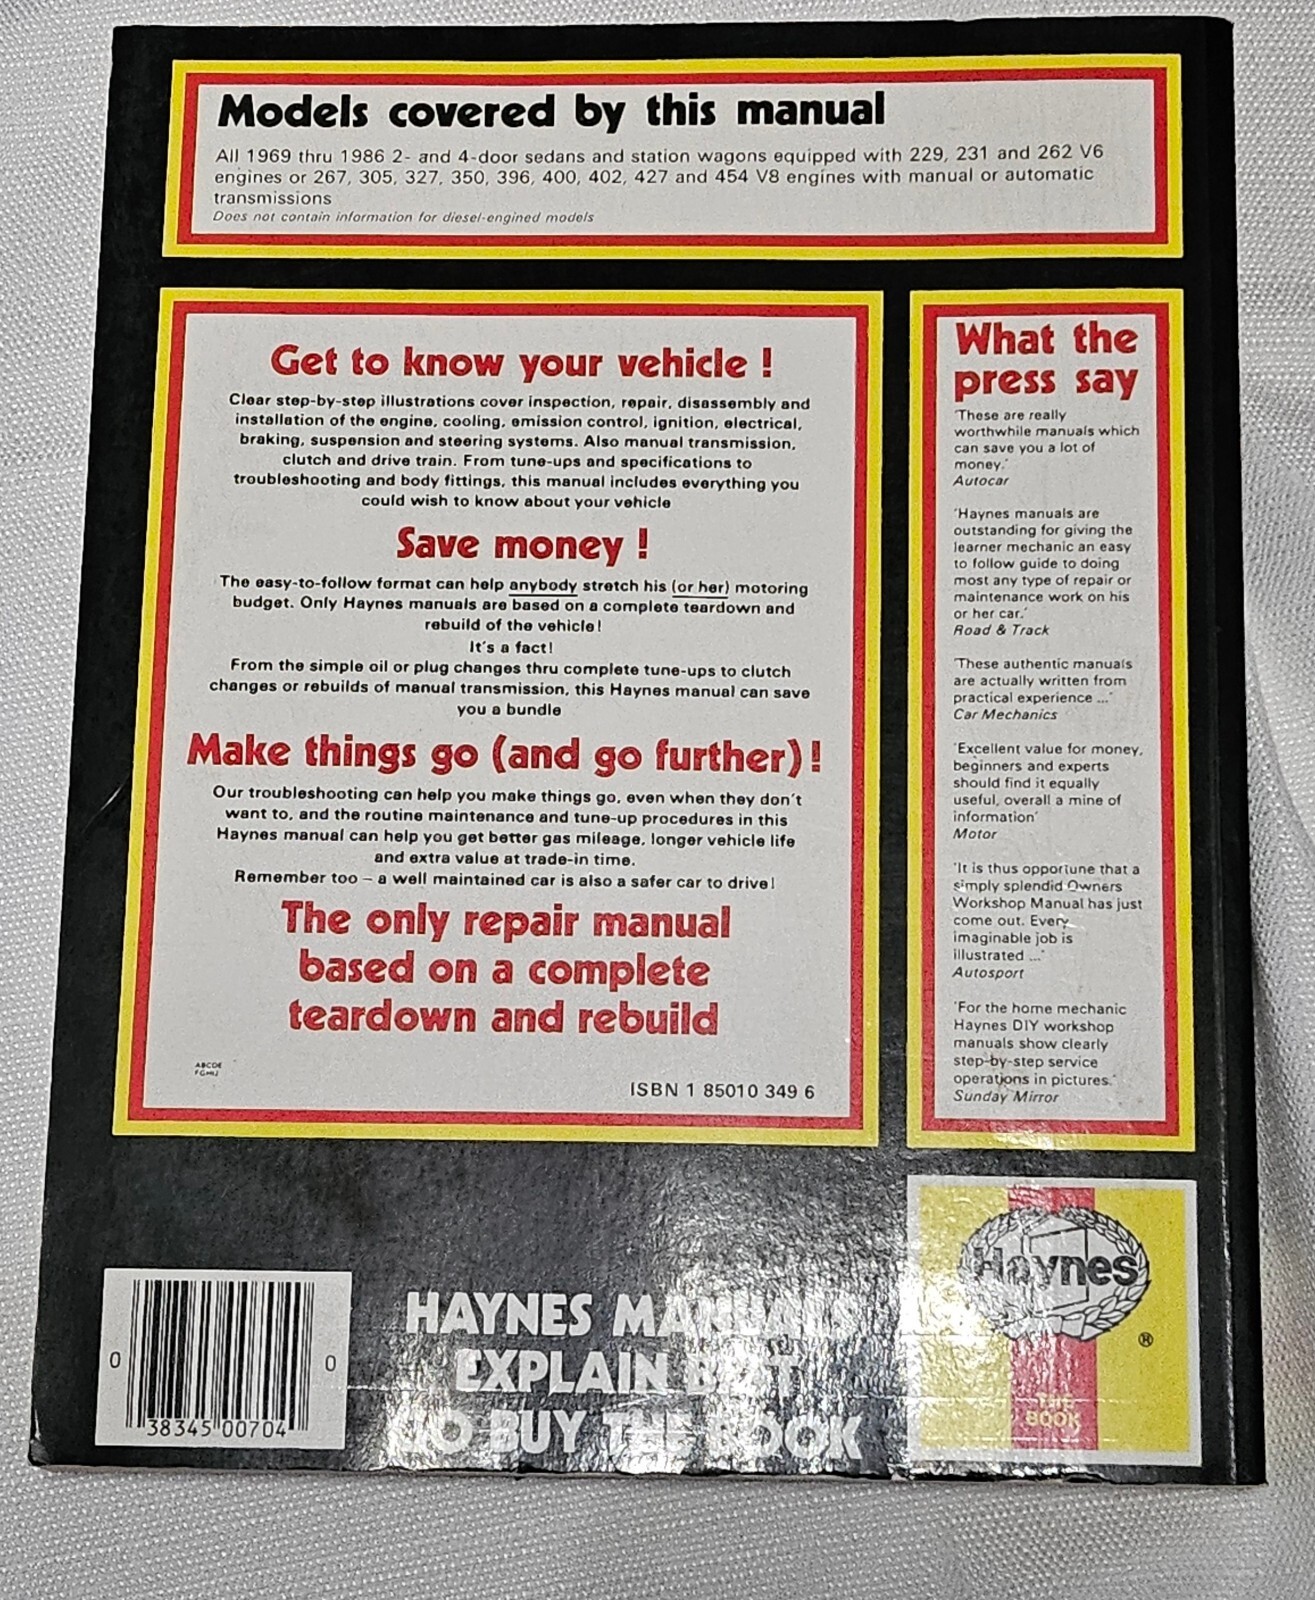 Models covered by this manual
All 1969 thru 1986 2- and 4-door sedans and station wagons equipped with 229, 231 and 262 V6
engines or 267, 305, 327, 350, 396, 400, 402, 427 and 454 V8 engines with manual or automatic
transmissions
Does not contain information for diesel-engined models
Get to know your vehicle !
Clear step-by-step illustrations cover inspection, repair, disassembly and
installation of the engine, cooling, emission control, ignition, electrical,
braking, suspension and steering systems. Also manual transmission,
clutch and drive train. From tune-ups and specifications to
troubleshooting and body fittings, this manual includes everything you
could wish to know about your vehicle
Save money !
The easy-to-follow format can help anybody stretch his (or her) motoring
budget. Only Haynes manuals are based on a complete teardown and
rebuild of the vehicle!
It's a fact!
From the simple oil or plug changes thru complete tune-ups to clutch
changes or rebuilds of manual transmission, this Haynes manual can save
you a bundle
Make things go (and go further) !
Our troubleshooting can help you make things go, even when they don't
want to, and the routine maintenance and tune-up procedures in this
Haynes manual can help you get better gas mileage, longer vehicle life
and extra value at trade-in time.
Remember too – a well maintained car is also a safer car to drive!
The only repair manual
based on a complete
teardown and rebuild
ABCDE
FGHIJ
ISBN 1 85010 349 6
What the
press say
'These are really
worthwhile manuals which
can save you a lot of
money.'
Autocar
'Haynes manuals are
outstanding for giving the
learner mechanic an easy
to follow guide to doing
most any type of repair or
maintenance work on his
or her car.'
Road & Track
'These authentic manuals
are actually written from
practical experience ...'
Car Mechanics
'Excellent value for money,
beginners and experts
should find it equally
useful, overall a mine of
information'
Motor
'It is thus opportune that a
simply splendid Owners
Workshop Manual has just
come out. Every
imaginable job is
illustrated ...'
Autosport
'For the home mechanic
Haynes DIY workshop
manuals show clearly
step-by-step service
operations in pictures.'
Sunday Mirror
0 38345 00704 0
HAYNES MANUALS
EXPLAIN BEST
GO BUY THE BOOK
Haynes
®
THE
BOOK